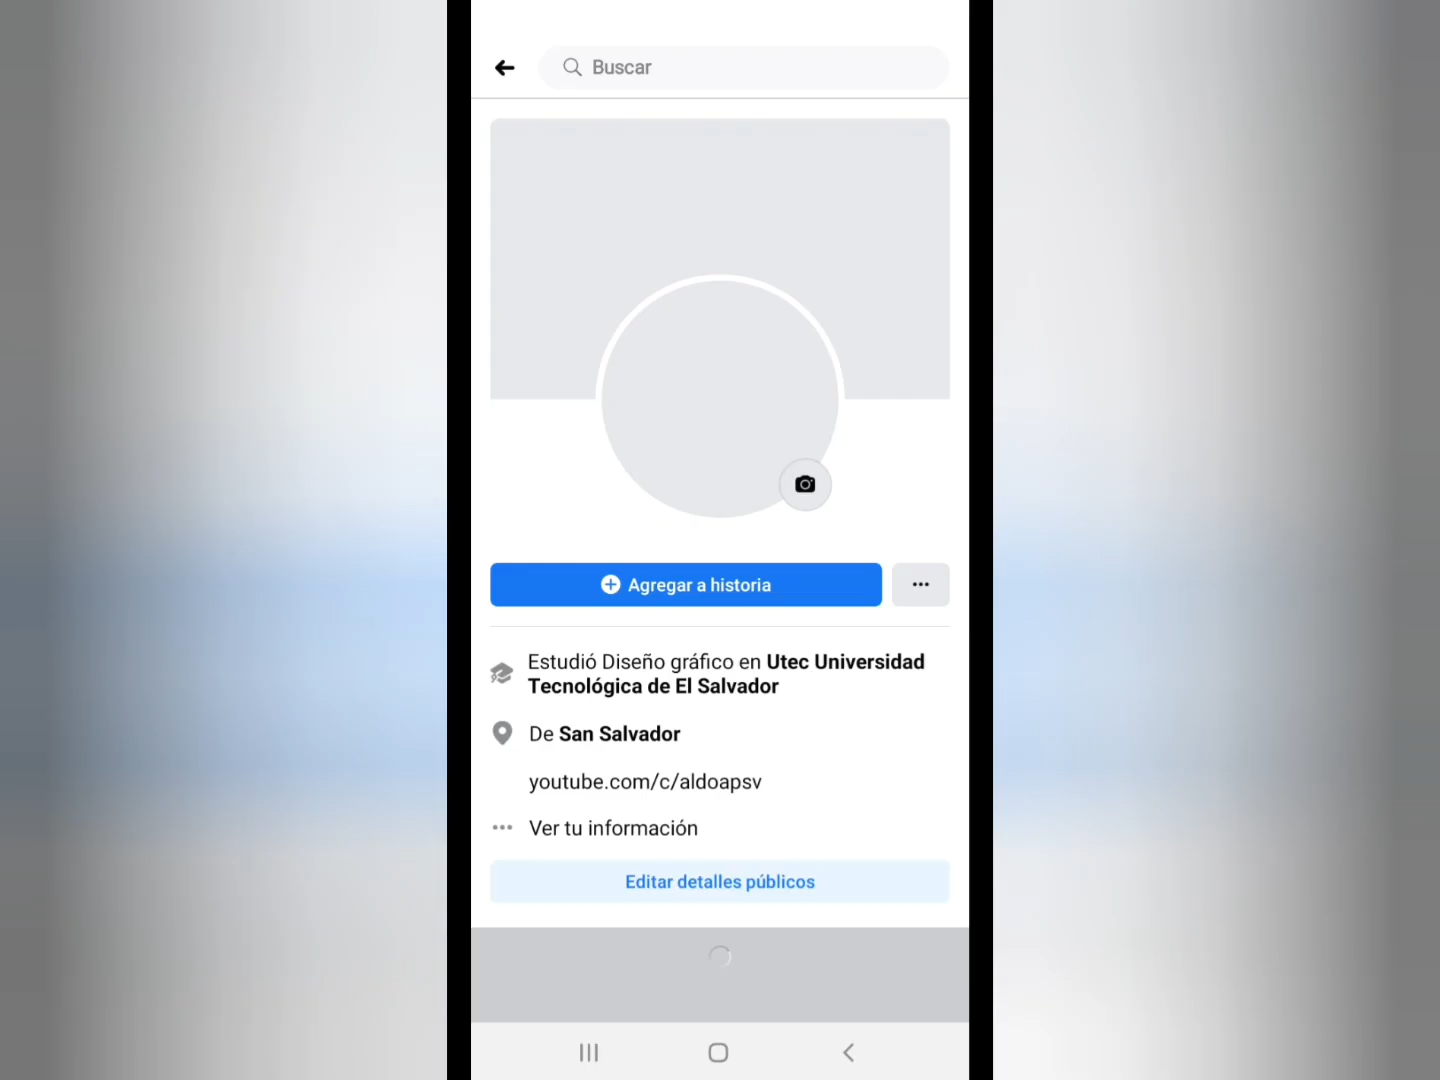 Buscar
Agregar a historia
Estudió Diseño gráfico en Utec Universidad
Tecnológica de El Salvador
De San Salvador
youtube.com/c/aldoapsv
Ver tu información
Editar detalles públicos